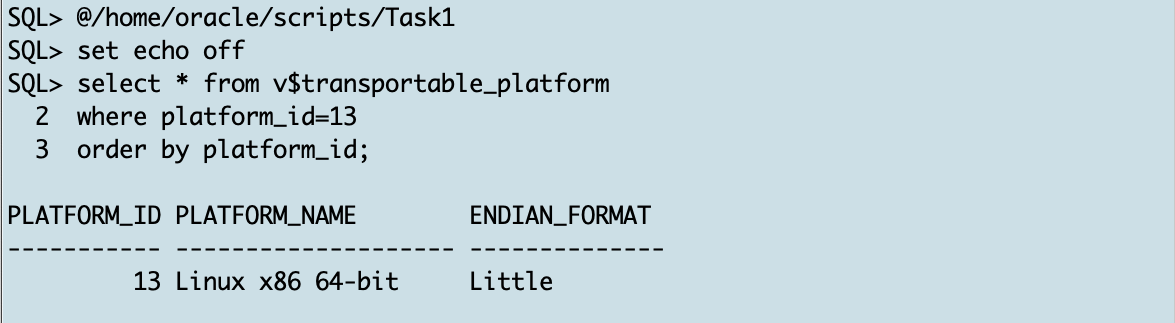 SQL> @/home/oracle/scripts/Task1
SQL> set echo off
SQL> select * from v$transportable_platform
  2  where platform_id=13
  3  order by platform_id;

PLATFORM_ID PLATFORM_NAME        ENDIAN_FORMAT
----------- -------------------- --------------
         13 Linux x86 64-bit     Little